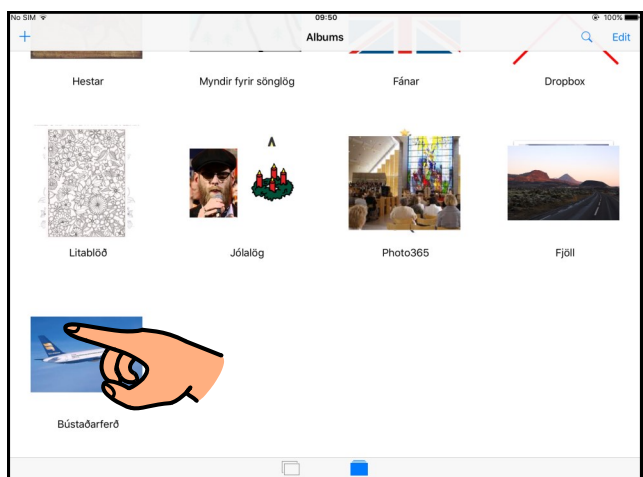 No SIM 09:50 100%
+ Albums Edit
Hestar Myndir fyrir sönglög Fánar Dropbox
Litablöð Jólalög Photo365 Fjöll
Bústaðarferð